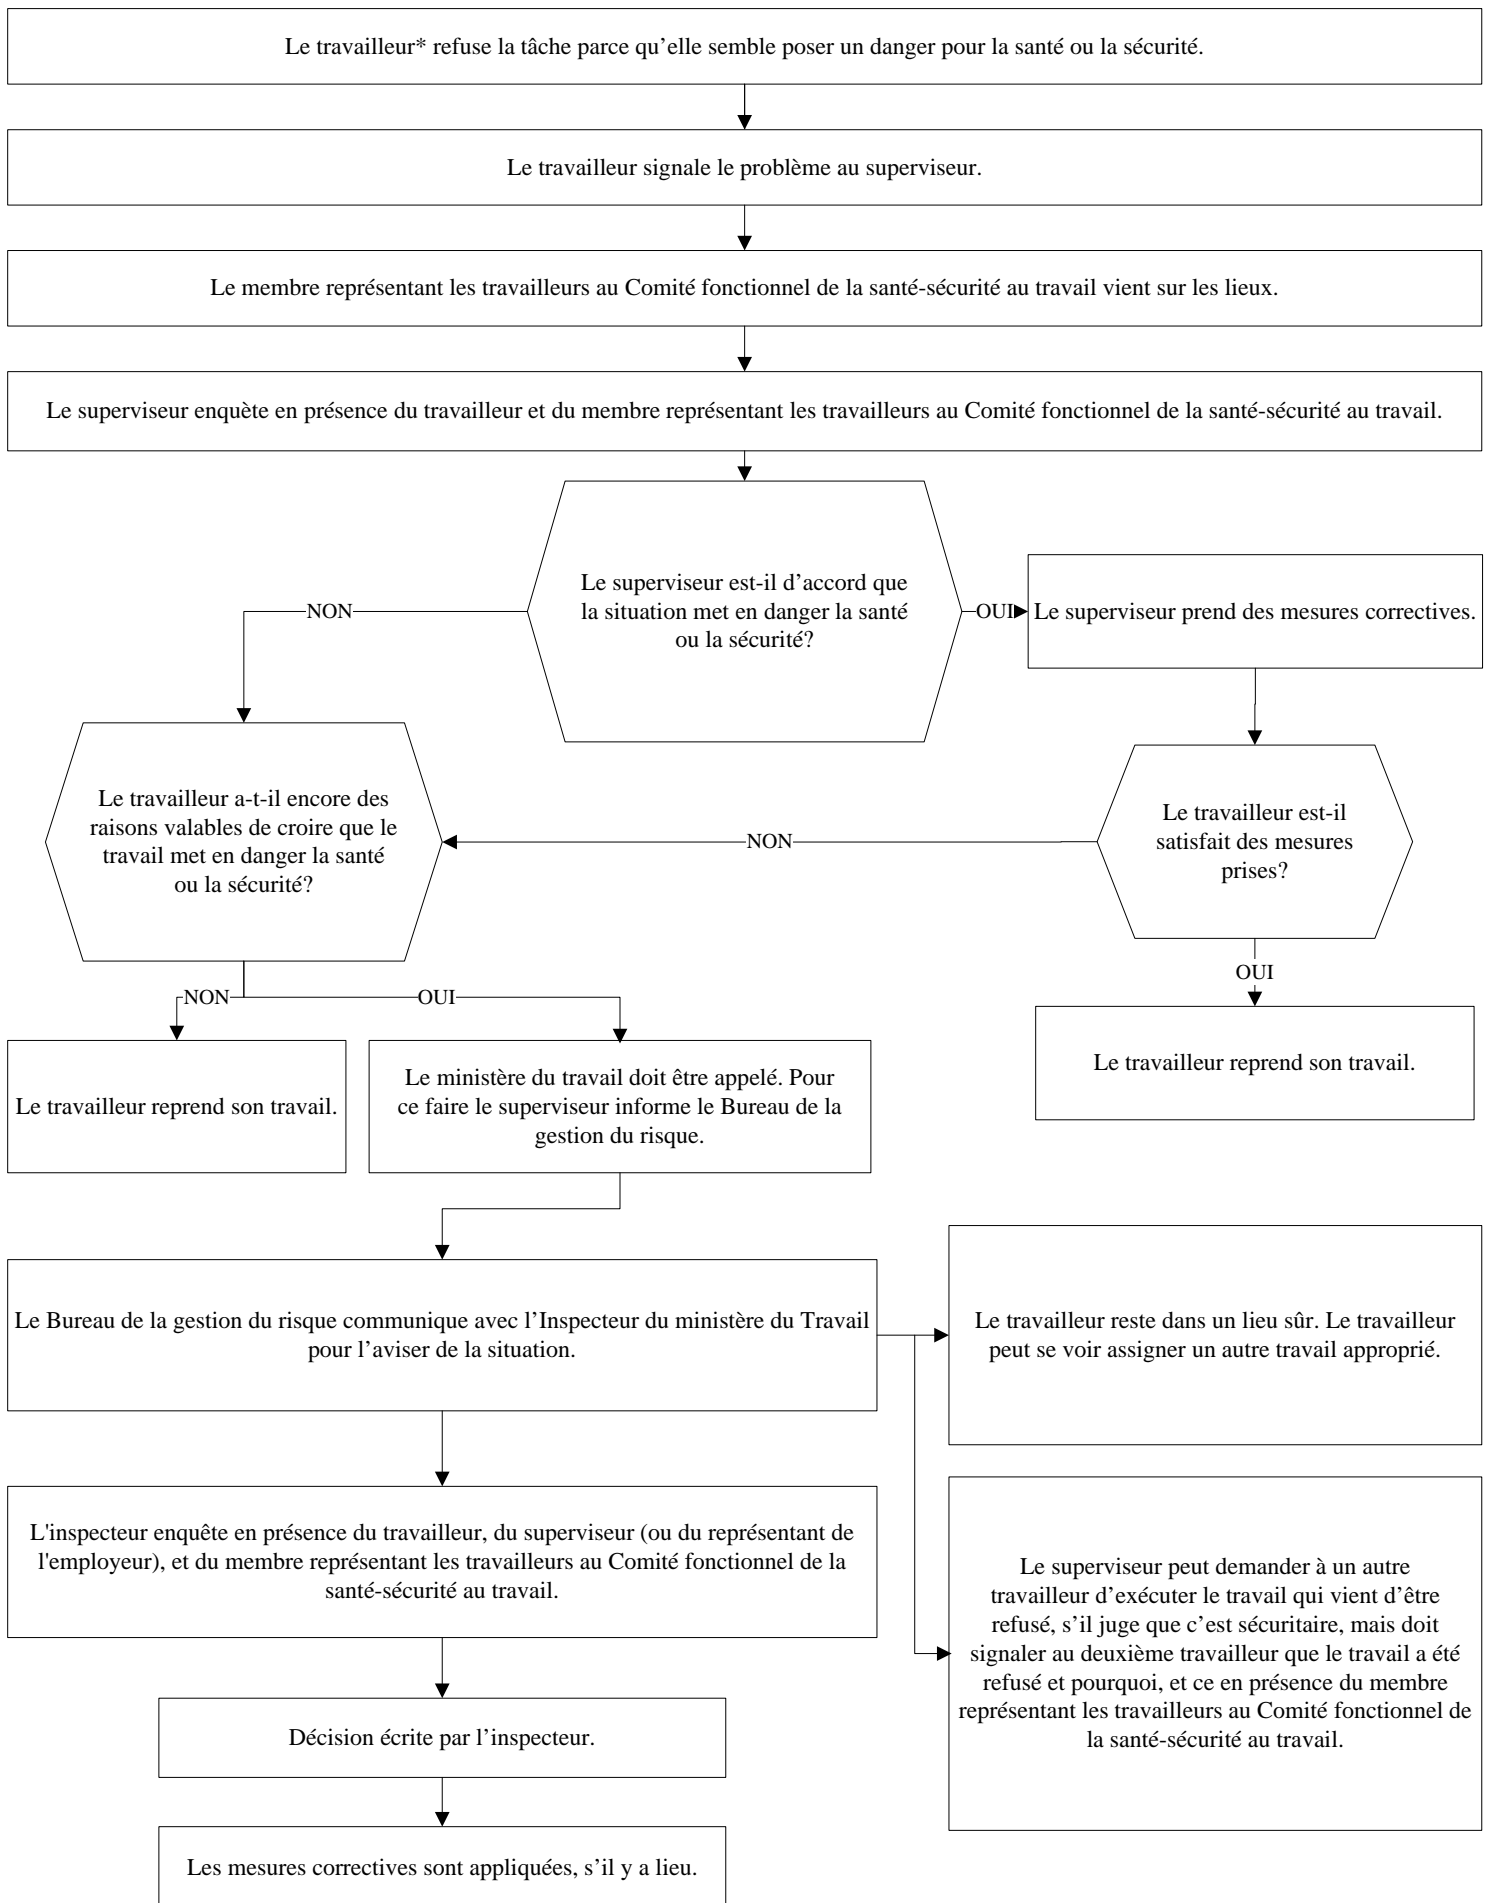 Le travailleur* refuse la tâche parce qu’elle semble poser un danger pour la santé ou la sécurité.
Le travailleur signale le problème au superviseur.
Le membre représentant les travailleurs au Comité fonctionnel de la santé-sécurité au travail vient sur les lieux.
Le superviseur enquète en présence du travailleur et du membre représentant les travailleurs au Comité fonctionnel de la santé-sécurité au travail.
Le superviseur est-il d’accord que
la situation met en danger la santé
ou la sécurité?
NON
OUI
Le superviseur prend des mesures correctives.
Le travailleur a-t-il encore des
raisons valables de croire que le
travail met en danger la santé
ou la sécurité?
NON
Le travailleur est-il
satisfait des mesures
prises?
OUI
Le travailleur reprend son travail.
NON
OUI
Le travailleur reprend son travail.
Le ministère du travail doit être appelé. Pour
ce faire le superviseur informe le Bureau de la
gestion du risque.
Le Bureau de la gestion du risque communique avec l’Inspecteur du ministère du Travail
pour l’aviser de la situation.
Le travailleur reste dans un lieu sûr. Le travailleur
peut se voir assigner un autre travail approprié.
L'inspecteur enquête en présence du travailleur, du superviseur (ou du représentant de
l'employeur), et du membre représentant les travailleurs au Comité fonctionnel de la
santé-sécurité au travail.
Le superviseur peut demander à un autre
travailleur d’exécuter le travail qui vient d’être
refusé, s’il juge que c’est sécuritaire, mais doit
signaler au deuxième travailleur que le travail a été
refusé et pourquoi, et ce en présence du membre
représentant les travailleurs au Comité fonctionnel de
la santé-sécurité au travail.
Décision écrite par l’inspecteur.
Les mesures correctives sont appliquées, s’il y a lieu.